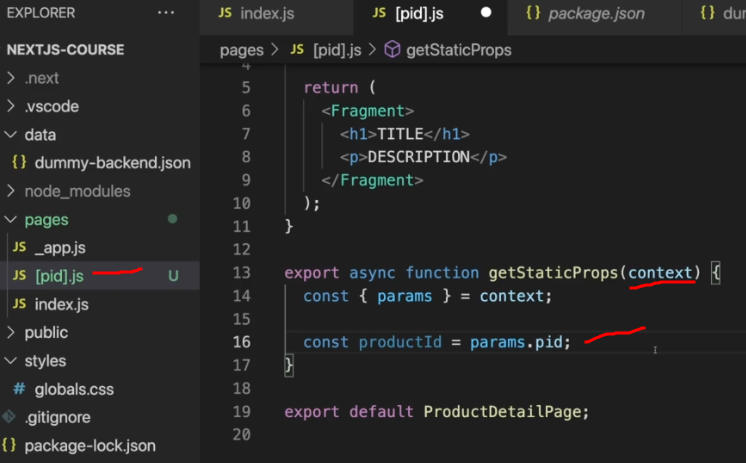 EXPLORER
···
JS index.js
JS [pid].js
{} package.json
{} dur
NEXTJS-COURSE
pages > JS [pid].js > getStaticProps
> .next
> .vscode
data
{} dummy-backend.json
> node_modules
pages
JS _app.js
JS [pid].js U
JS index.js
> public
styles
# globals.css
.gitignore
{} package-lock.json
4
5 return (
6 <Fragment>
7 <h1>TITLE</h1>
8 <p>DESCRIPTION</p>
9 </Fragment>
10 );
11 }
12
13 export async function getStaticProps(context) {
14 const { params } = context;
15
16 const productId = params.pid;
17 }
18
19 export default ProductDetailPage;
20